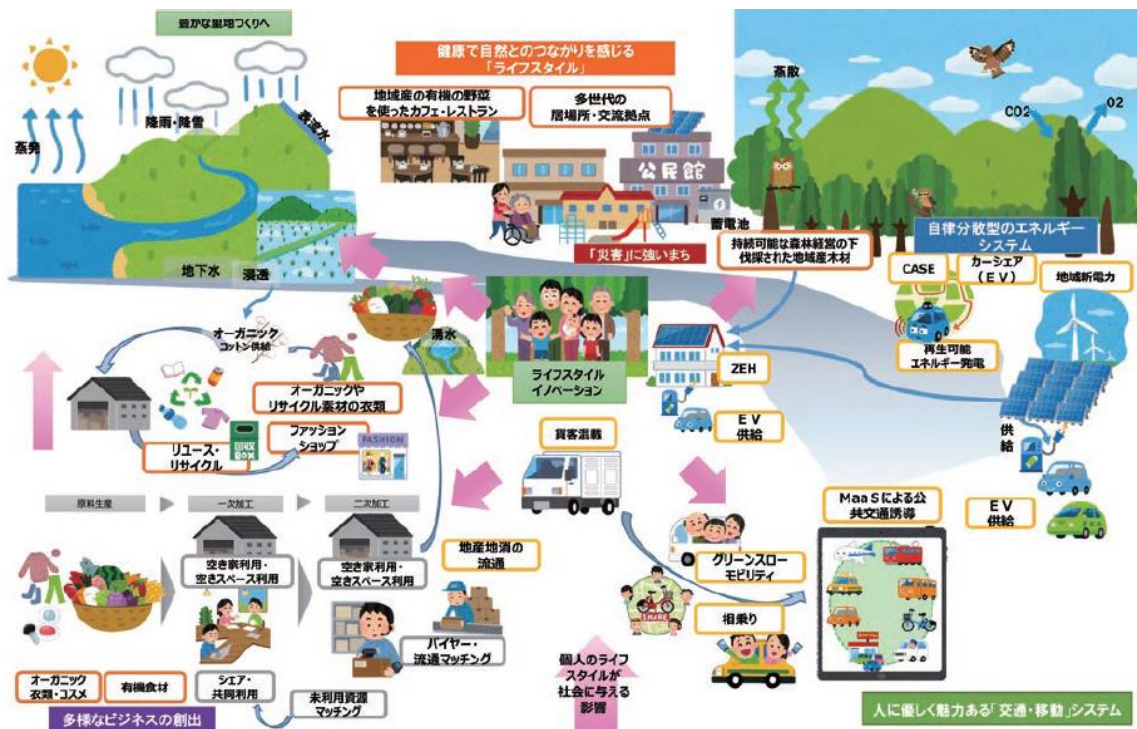 豊かな里地づくりへ
健康で自然とのつながりを感じる
「ライフスタイル」
地域産の有機の野菜
を使ったカフェ・レストラン
多世代の
居場所・交流拠点
公民館
蓄電池
「災害」に強いまち
降雨・降雪
表流水
蒸発
地下水
浸透
蒸散
CO2
O2
持続可能な森林経営の下
伐採された地域産木材
自律分散型のエネルギー
システム
CASE
カーシェア
(EV)
地域新電力
再生可能
エネルギー発電
供給
EV
供給
ZEH
EV
供給
湧水
ライフスタイル
イノベーション
オーガニック
コットン供給
オーガニックや
リサイクル素材の衣類
回収
BOX
リユース・
リサイクル
ファッション
ショップ
FASHION
貨客混載
原料生産
一次加工
二次加工
空き家利用・
空きスペース利用
空き家利用・
空きスペース利用
地産地消の
流通
バイヤー・
流通マッチング
オーガニック
衣類・コスメ
有機食材
シェア・
共同利用
未利用資源
マッチング
多様なビジネスの創出
個人のライフ
スタイルが
社会に与える
影響
グリーンスロー
モビリティ
SHARE
相乗り
MaaSによる公
共交通誘導
人に優しく魅力ある「交通・移動」システム